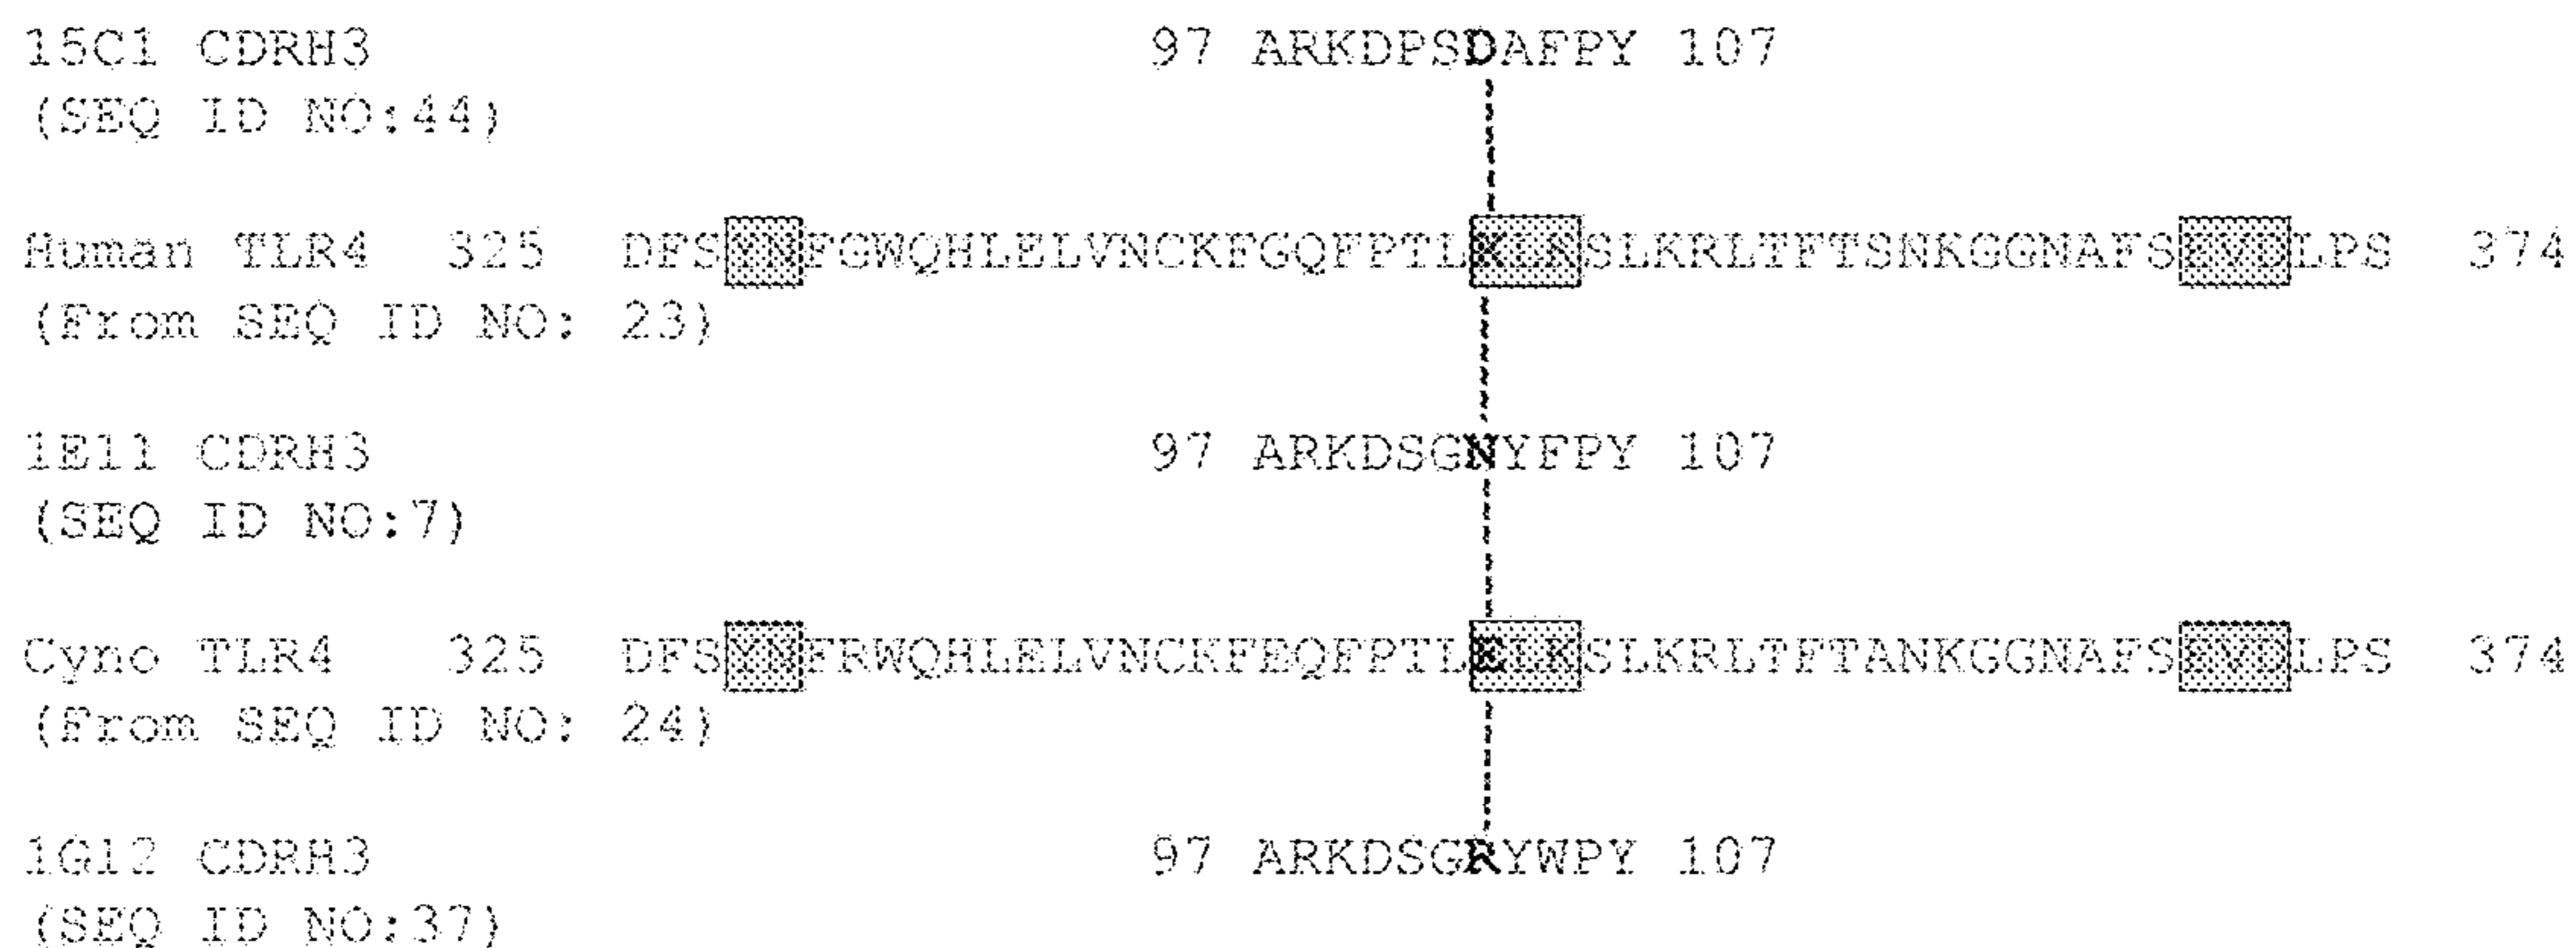 15C1 CDRH3 97 ARKDPSDAFPY 107
(SEQ ID NO:44)
Human TLR4 325 DFSYNFGWQHLELVNCKFGQFPTLKLKSLKRLTFTSNKGGNAFSEVDLPS 374
(From SEQ ID NO: 23)
1E11 CDRH3 97 ARKDSGNYFPY 107
(SEQ ID NO:7)
Cyno TLR4 325 DFSYNFRWQHLELVNCKFEQFPTLELKSLKRLTFTANKGGNAFSEVDLPS 374
(From SEQ ID NO: 24)
1G12 CDRH3 97 ARKDSGRYWPY 107
(SEQ ID NO:37)